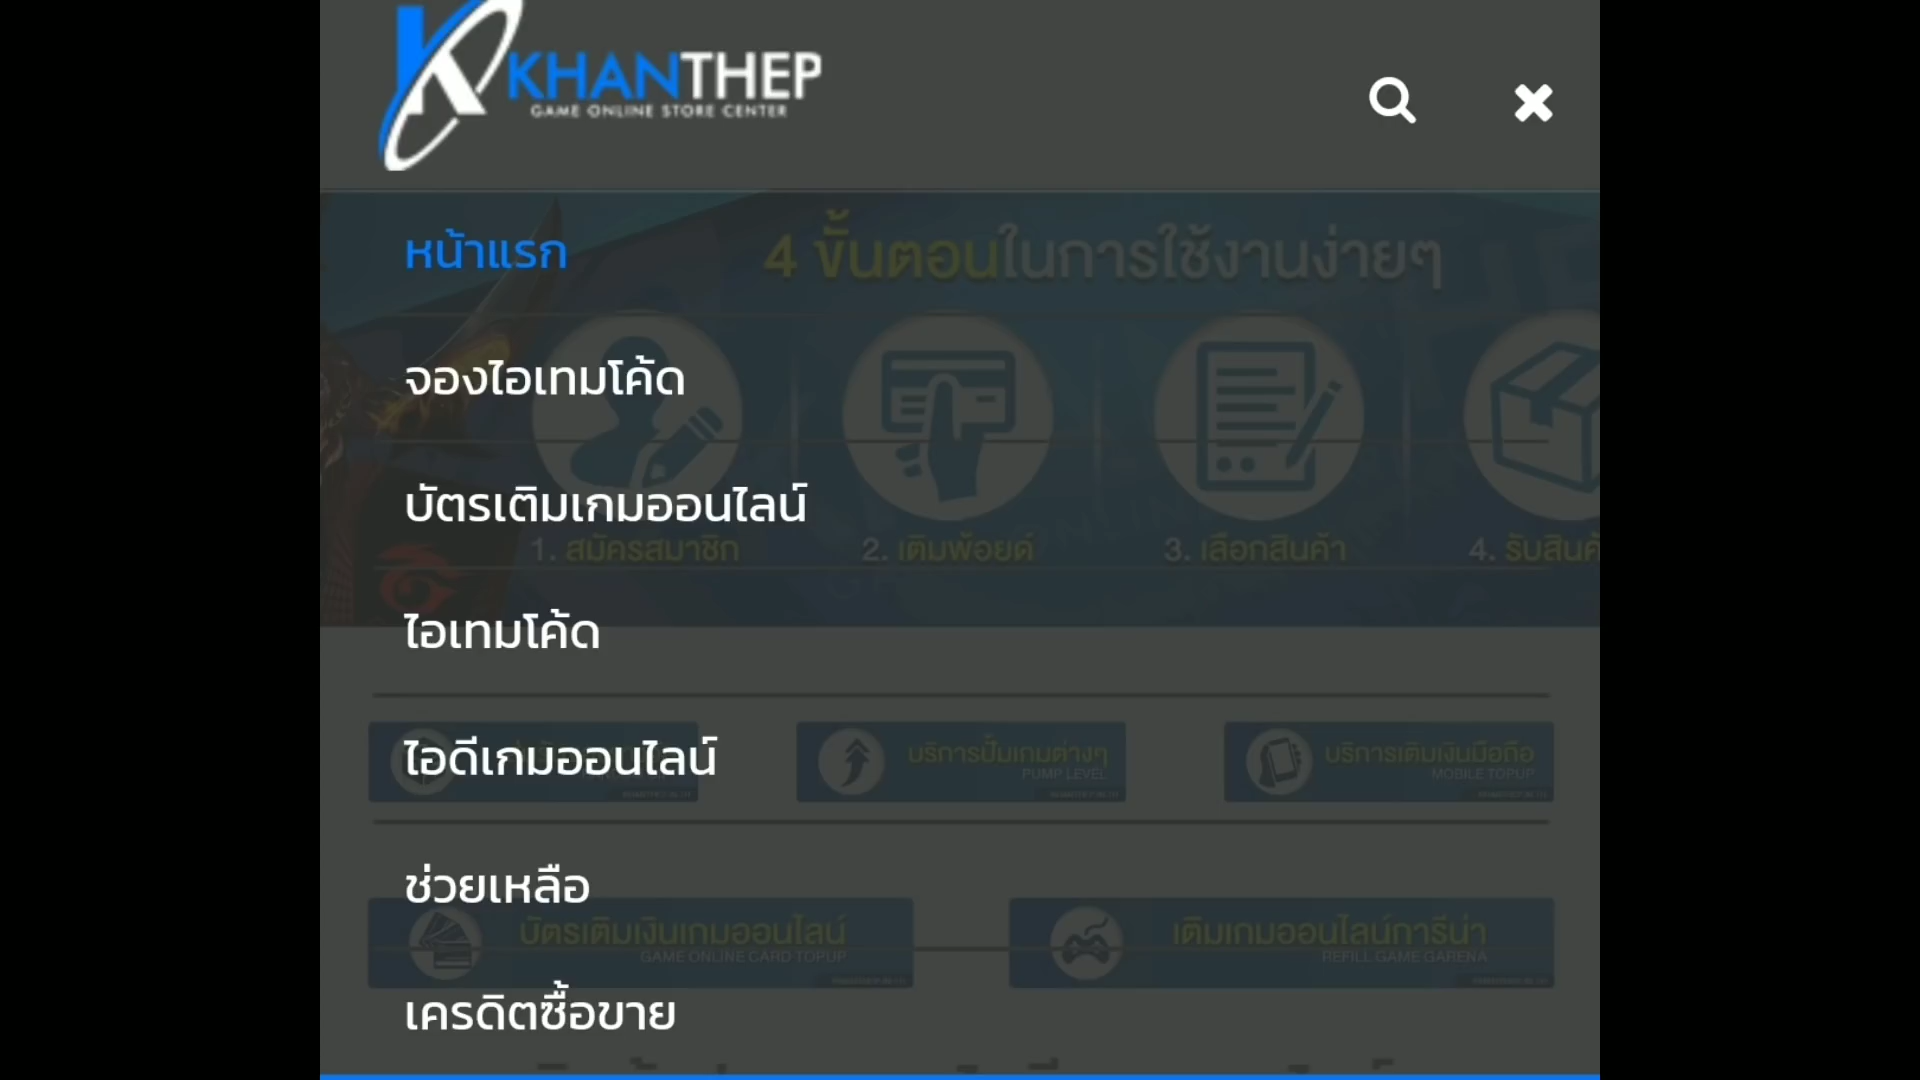 KHANTHEP
GAME ONLINE STORE CENTER
หน้าแรก
4 ขั้นตอนในการใช้งานง่ายๆ
จองไอเทมโค้ด
บัตรเติมเกมออนไลน์
1. สมัครสมาชิก
2. เติมพ้อยด์
3. เลือกสินค้า
4. รับสินค้
ไอเทมโค้ด
ไอดีเกมออนไลน์
บริการปั้มเกมต่างๆ
PUMP LEVEL
บริการเติมเงินมือถือ
MOBILE TOPUP
ช่วยเหลือ
บัตรเติมเงินเกมออนไลน์
GAME ONLINE CARD TOPUP
เติมเกมออนไลน์การีน่า
REFILL GAME GARENA
เครดิตซื้อขาย